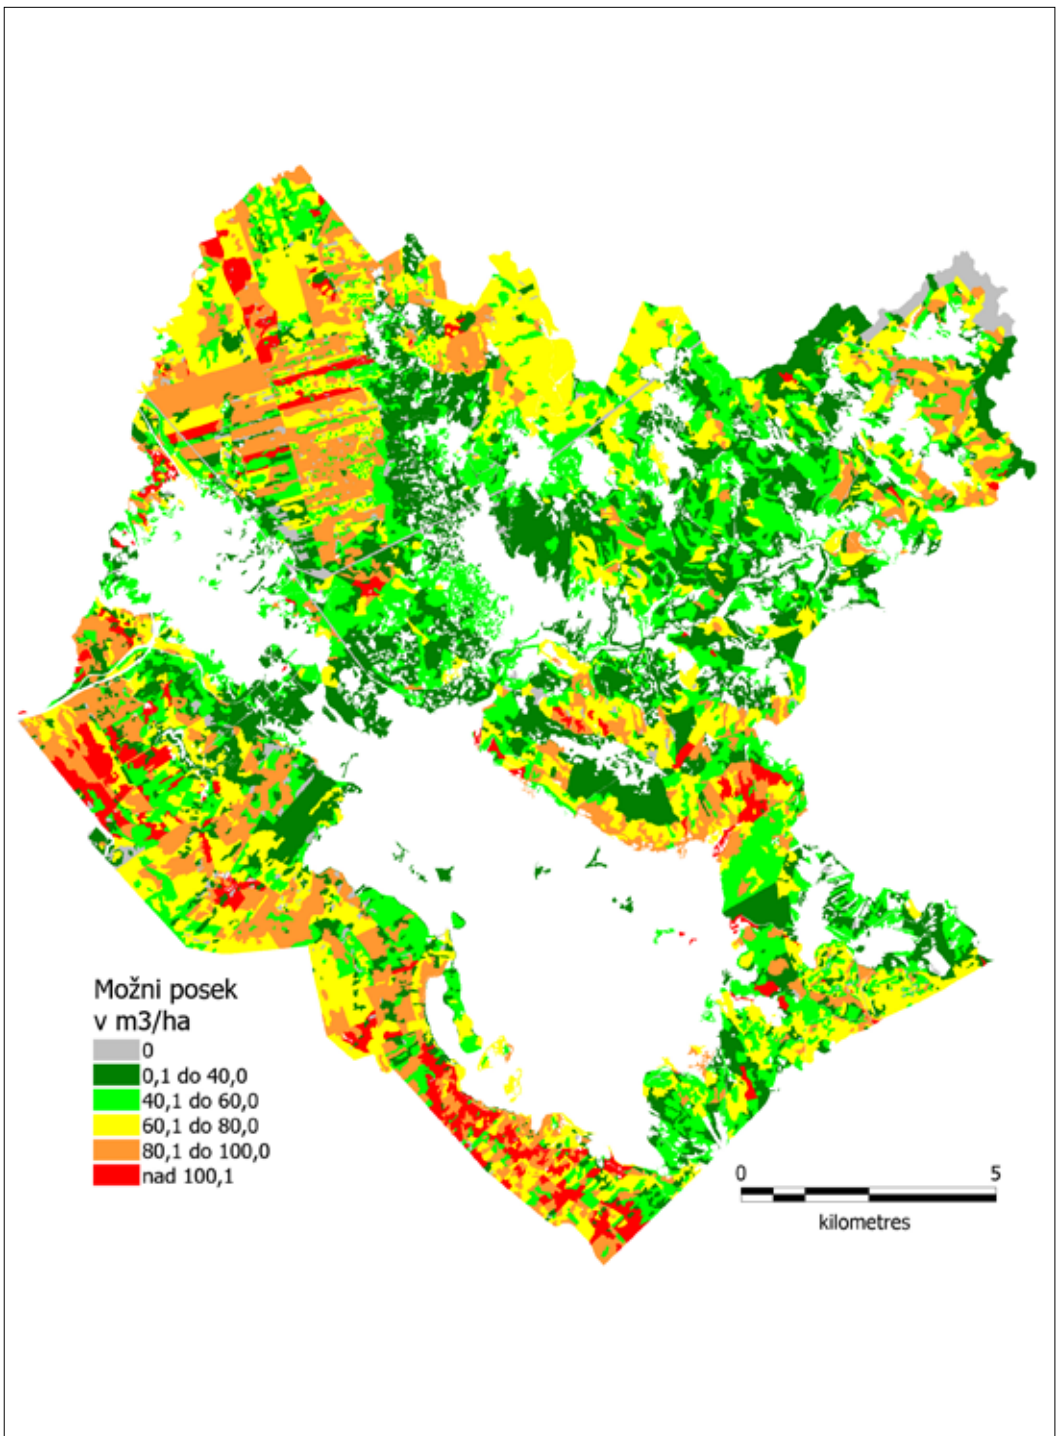 Možni posek
v m3/ha
0
0,1 do 40,0
40,1 do 60,0
60,1 do 80,0
80,1 do 100,0
nad 100,1
0 5
kilometres